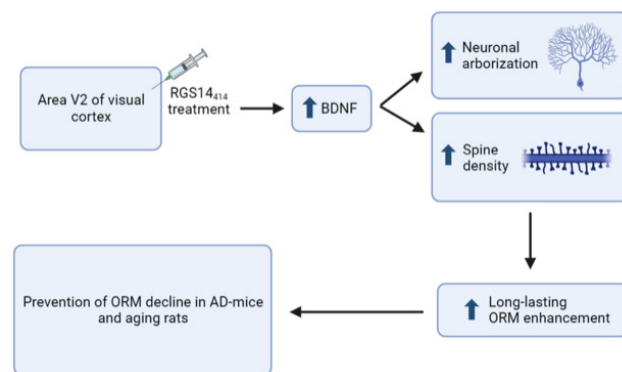 Area V2 of visual
cortex
RGS14₄₁₄
treatment
BDNF
Neuronal
arborization
Spine
density
Long-lasting
ORM enhancement
Prevention of ORM decline in AD-mice
and aging rats